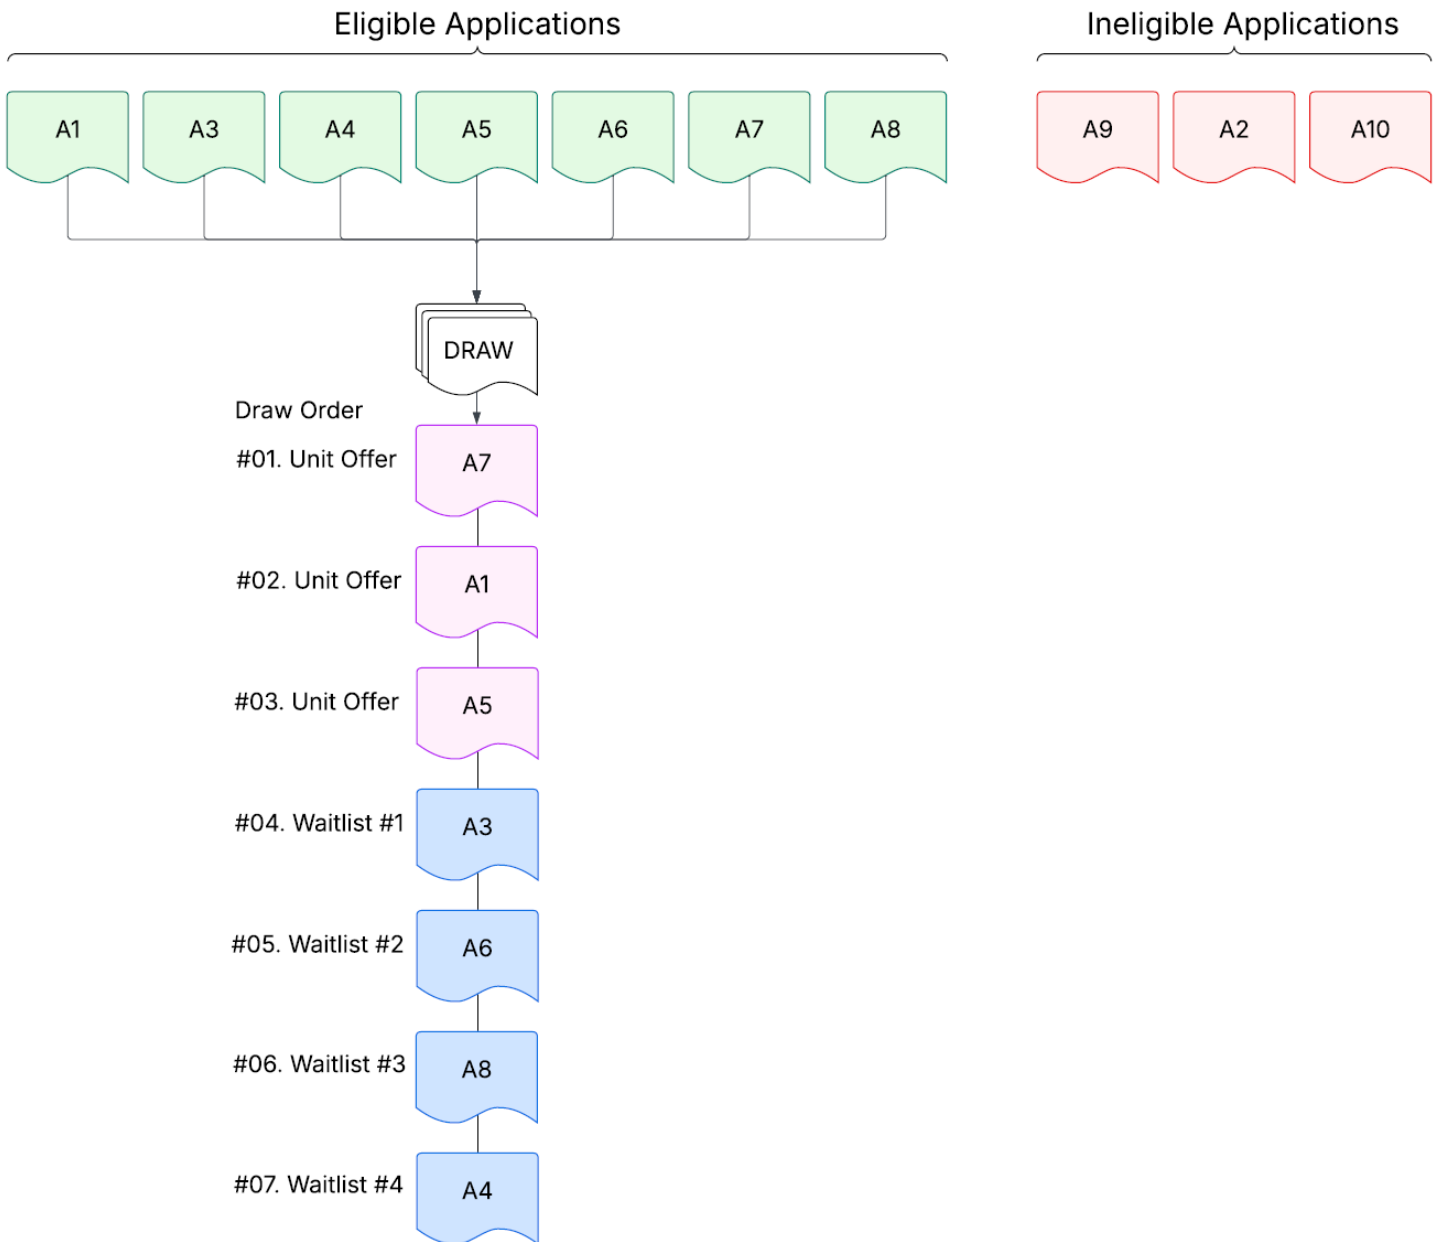 Eligible Applications
Ineligible Applications
A1
A3
A4
A5
A6
A7
A8
A9
A2
A10
DRAW
Draw Order
#01. Unit Offer
A7
#02. Unit Offer
A1
#03. Unit Offer
A5
#04. Waitlist #1
A3
#05. Waitlist #2
A6
#06. Waitlist #3
A8
#07. Waitlist #4
A4